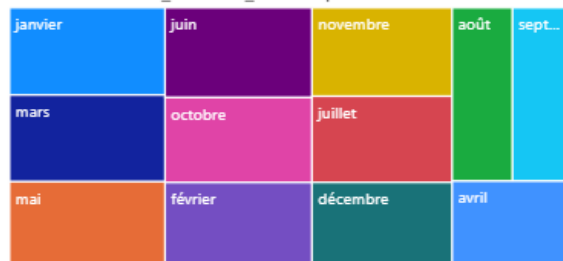 janvier
juin
novembre
août
sept...
mars
octobre
juillet
mai
février
décembre
avril